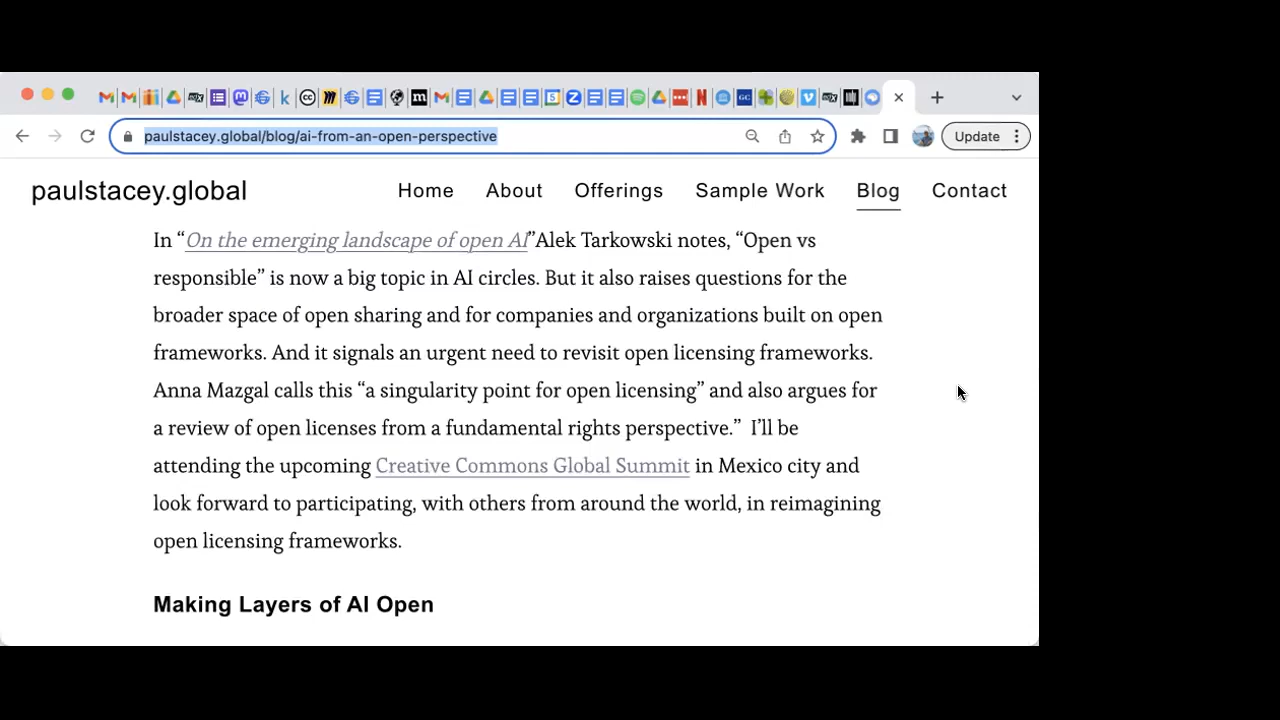 paulstacey.global/blog/ai-from-an-open-perspective
Update
paulstacey.global Home About Offerings Sample Work Blog Contact
In “On the emerging landscape of open AI”Alek Tarkowski notes, “Open vs
responsible” is now a big topic in AI circles. But it also raises questions for the
broader space of open sharing and for companies and organizations built on open
frameworks. And it signals an urgent need to revisit open licensing frameworks.
Anna Mazgal calls this “a singularity point for open licensing” and also argues for
a review of open licenses from a fundamental rights perspective.”  I’ll be
attending the upcoming Creative Commons Global Summit in Mexico city and
look forward to participating, with others from around the world, in reimagining
open licensing frameworks.
Making Layers of AI Open